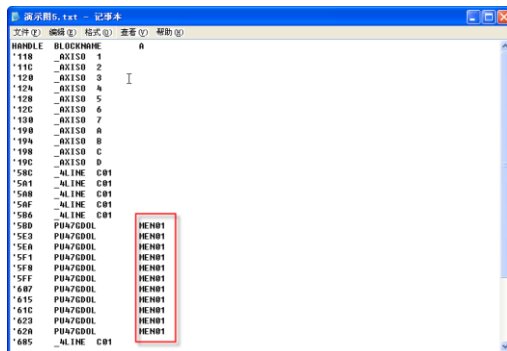 演示图5.txt - 记事本
文件(F) 编辑(E) 格式(O) 查看(V) 帮助(H)
HANDLE BLOCKNAME A
'118 _AXISO 1
'11C _AXISO 2
'120 _AXISO 3
'124 _AXISO 4
'128 _AXISO 5
'12C _AXISO 6
'130 _AXISO 7
'190 _AXISO A
'194 _AXISO B
'198 _AXISO C
'19C _AXISO D
'58C _4LINE C01
'5A1 _4LINE C01
'5A8 _4LINE C01
'5AF _4LINE C01
'5B6 _4LINE C01
'5BD PU47GDOL MEN01
'5E3 PU47GDOL MEN01
'5EA PU47GDOL MEN01
'5F1 PU47GDOL MEN01
'5F8 PU47GDOL MEN01
'5FF PU47GDOL MEN01
'607 PU47GDOL MEN01
'615 PU47GDOL MEN01
'61C PU47GDOL MEN01
'623 PU47GDOL MEN01
'62A PU47GDOL MEN01
'685 _4LINE C01